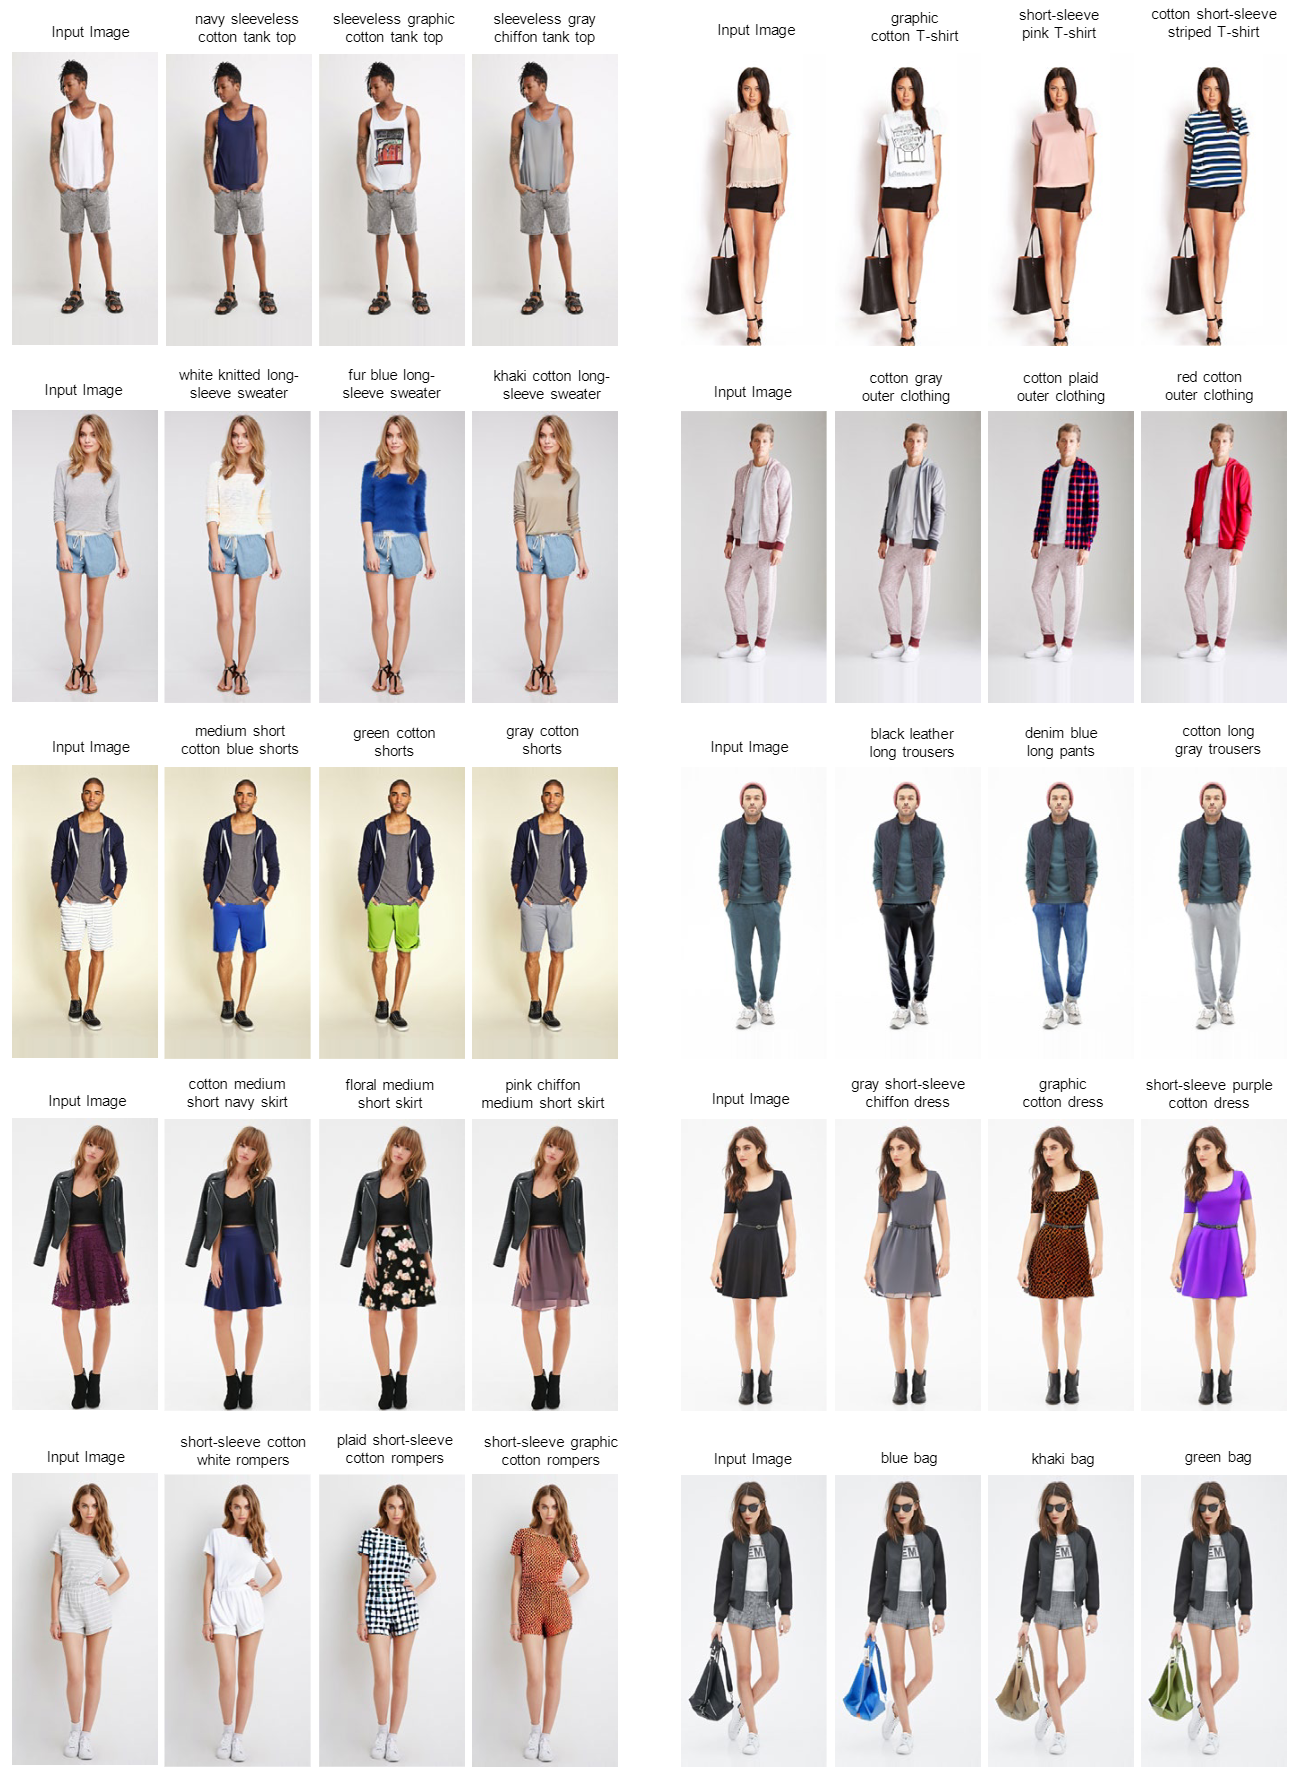 Input Image
navy sleeveless
cotton tank top
sleeveless graphic
cotton tank top
sleeveless gray
chiffon tank top
Input Image
graphic
cotton T-shirt
short-sleeve
pink T-shirt
cotton short-sleeve
striped T-shirt
Input Image
white knitted long-
sleeve sweater
fur blue long-
sleeve sweater
khaki cotton long-
sleeve sweater
Input Image
cotton gray
outer clothing
cotton plaid
outer clothing
red cotton
outer clothing
Input Image
medium short
cotton blue shorts
green cotton
shorts
gray cotton
shorts
Input Image
black leather
long trousers
denim blue
long pants
cotton long
gray trousers
Input Image
cotton medium
short navy skirt
floral medium
short skirt
pink chiffon
medium short skirt
Input Image
gray short-sleeve
chiffon dress
graphic
cotton dress
short-sleeve purple
cotton dress
Input Image
short-sleeve cotton
white rompers
plaid short-sleeve
cotton rompers
short-sleeve graphic
cotton rompers
Input Image
blue bag
khaki bag
green bag
EM
EM
EM
EM